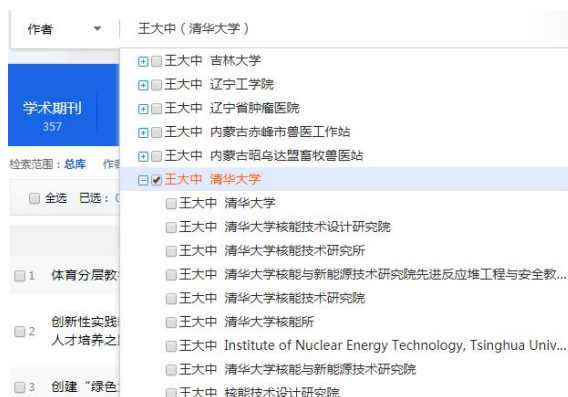 作者 王大中（清华大学）
王大中 吉林大学
王大中 辽宁工学院
王大中 辽宁省肿瘤医院
王大中 内蒙古赤峰市兽医工作站
王大中 内蒙古昭乌达盟畜牧兽医站
王大中 清华大学
王大中 清华大学
王大中 清华大学核能技术设计研究院
王大中 清华大学核能技术研究所
王大中 清华大学核能与新能源技术研究院先进反应堆工程与安全教...
王大中 清华大学核能技术研究院
王大中 清华大学核能所
王大中 Institute of Nuclear Energy Technology, Tsinghua Univ...
王大中 清华大学核能与新能源技术研究院
王大中 核能技术设计研究院
学术期刊
357
检索范围：总库 作者
全选 已选：0
1 体育分层教
2 创新性实践
人才培养之
3 创建“绿色